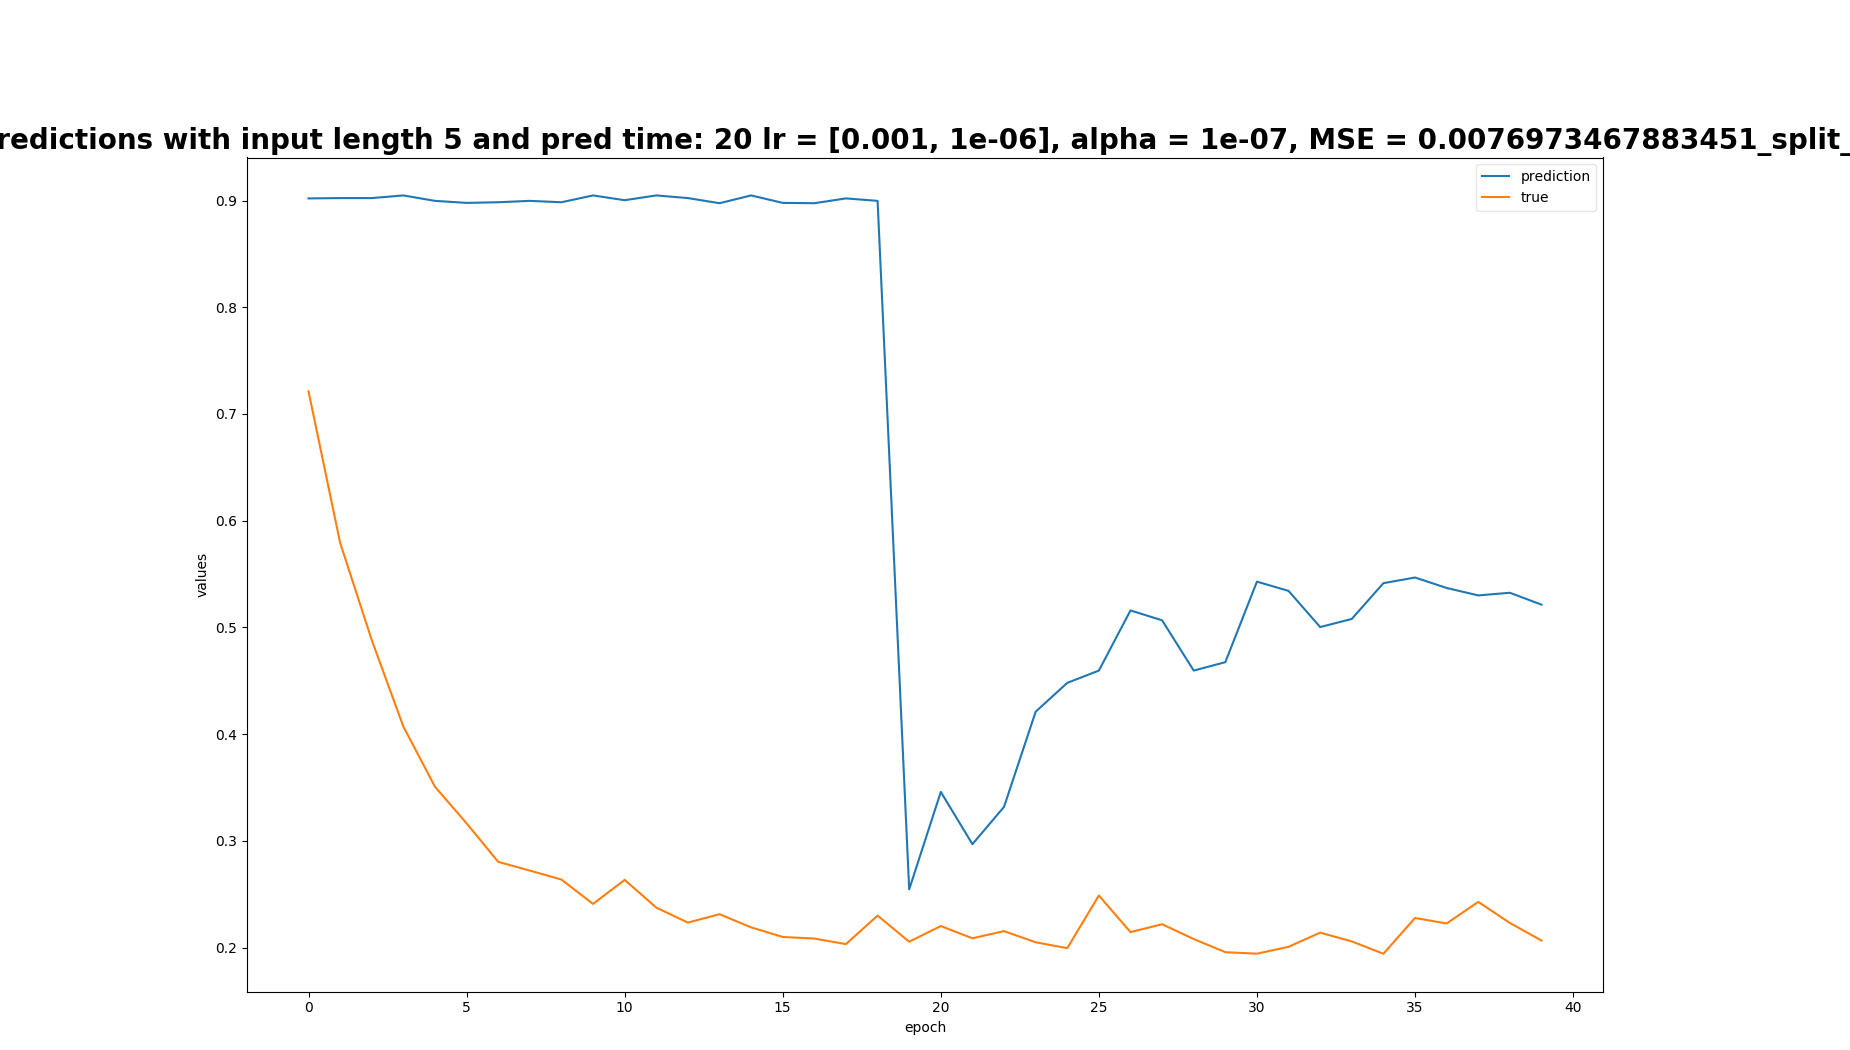 redictions with input length 5 and pred time: 20 lr = [0.001, 1e-06], alpha = 1e-07, MSE = 0.0076973467883451_split_
prediction
true
0.9
0.8
0.7
0.6
0.5
0.4
0.3
0.2
values
0 5 10 15 20 25 30 35 40
epoch